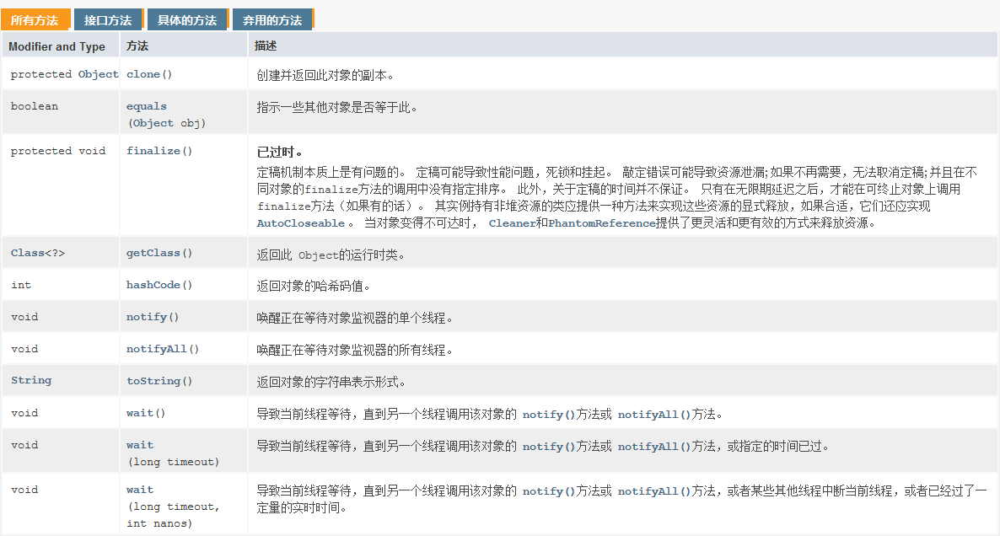 所有方法 接口方法 具体的方法 弃用的方法
Modifier and Type 方法 描述
protected Object clone() 创建并返回此对象的副本。
boolean equals 指示一些其他对象是否等于此。
(Object obj)
protected void finalize() 已过时。
定稿机制本质上是有问题的。 定稿可能导致性能问题，死锁和挂起。 敲定错误可能导致资源泄漏;如果不再需要，无法取消定稿;并且在不
同对象的finalize方法的调用中没有指定排序。 此外，关于定稿的时间并不保证。 只有在无限期延迟之后，才能在可终止对象上调用
finalize方法（如果有的话）。 其实例持有非堆资源的类应提供一种方法来实现这些资源的显式释放，如果合适，它们还应实现
AutoCloseable 。 当对象变得不可达时， Cleaner和PhantomReference提供了更灵活和更有效的方式来释放资源。
Class<?> getClass() 返回此 Object的运行时类。
int hashCode() 返回对象的哈希码值。
void notify() 唤醒正在等待对象监视器的单个线程。
void notifyAll() 唤醒正在等待对象监视器的所有线程。
String toString() 返回对象的字符串表示形式。
void wait() 导致当前线程等待，直到另一个线程调用该对象的 notify()方法或 notifyAll()方法。
void wait 导致当前线程等待，直到另一个线程调用该对象的 notify()方法或 notifyAll()方法，或指定的时间已过。
(long timeout)
void wait 导致当前线程等待，直到另一个线程调用该对象的 notify()方法或 notifyAll()方法，或者某些其他线程中断当前线程，或者已经过了一
(long timeout, 定量的实时时间。
int nanos)